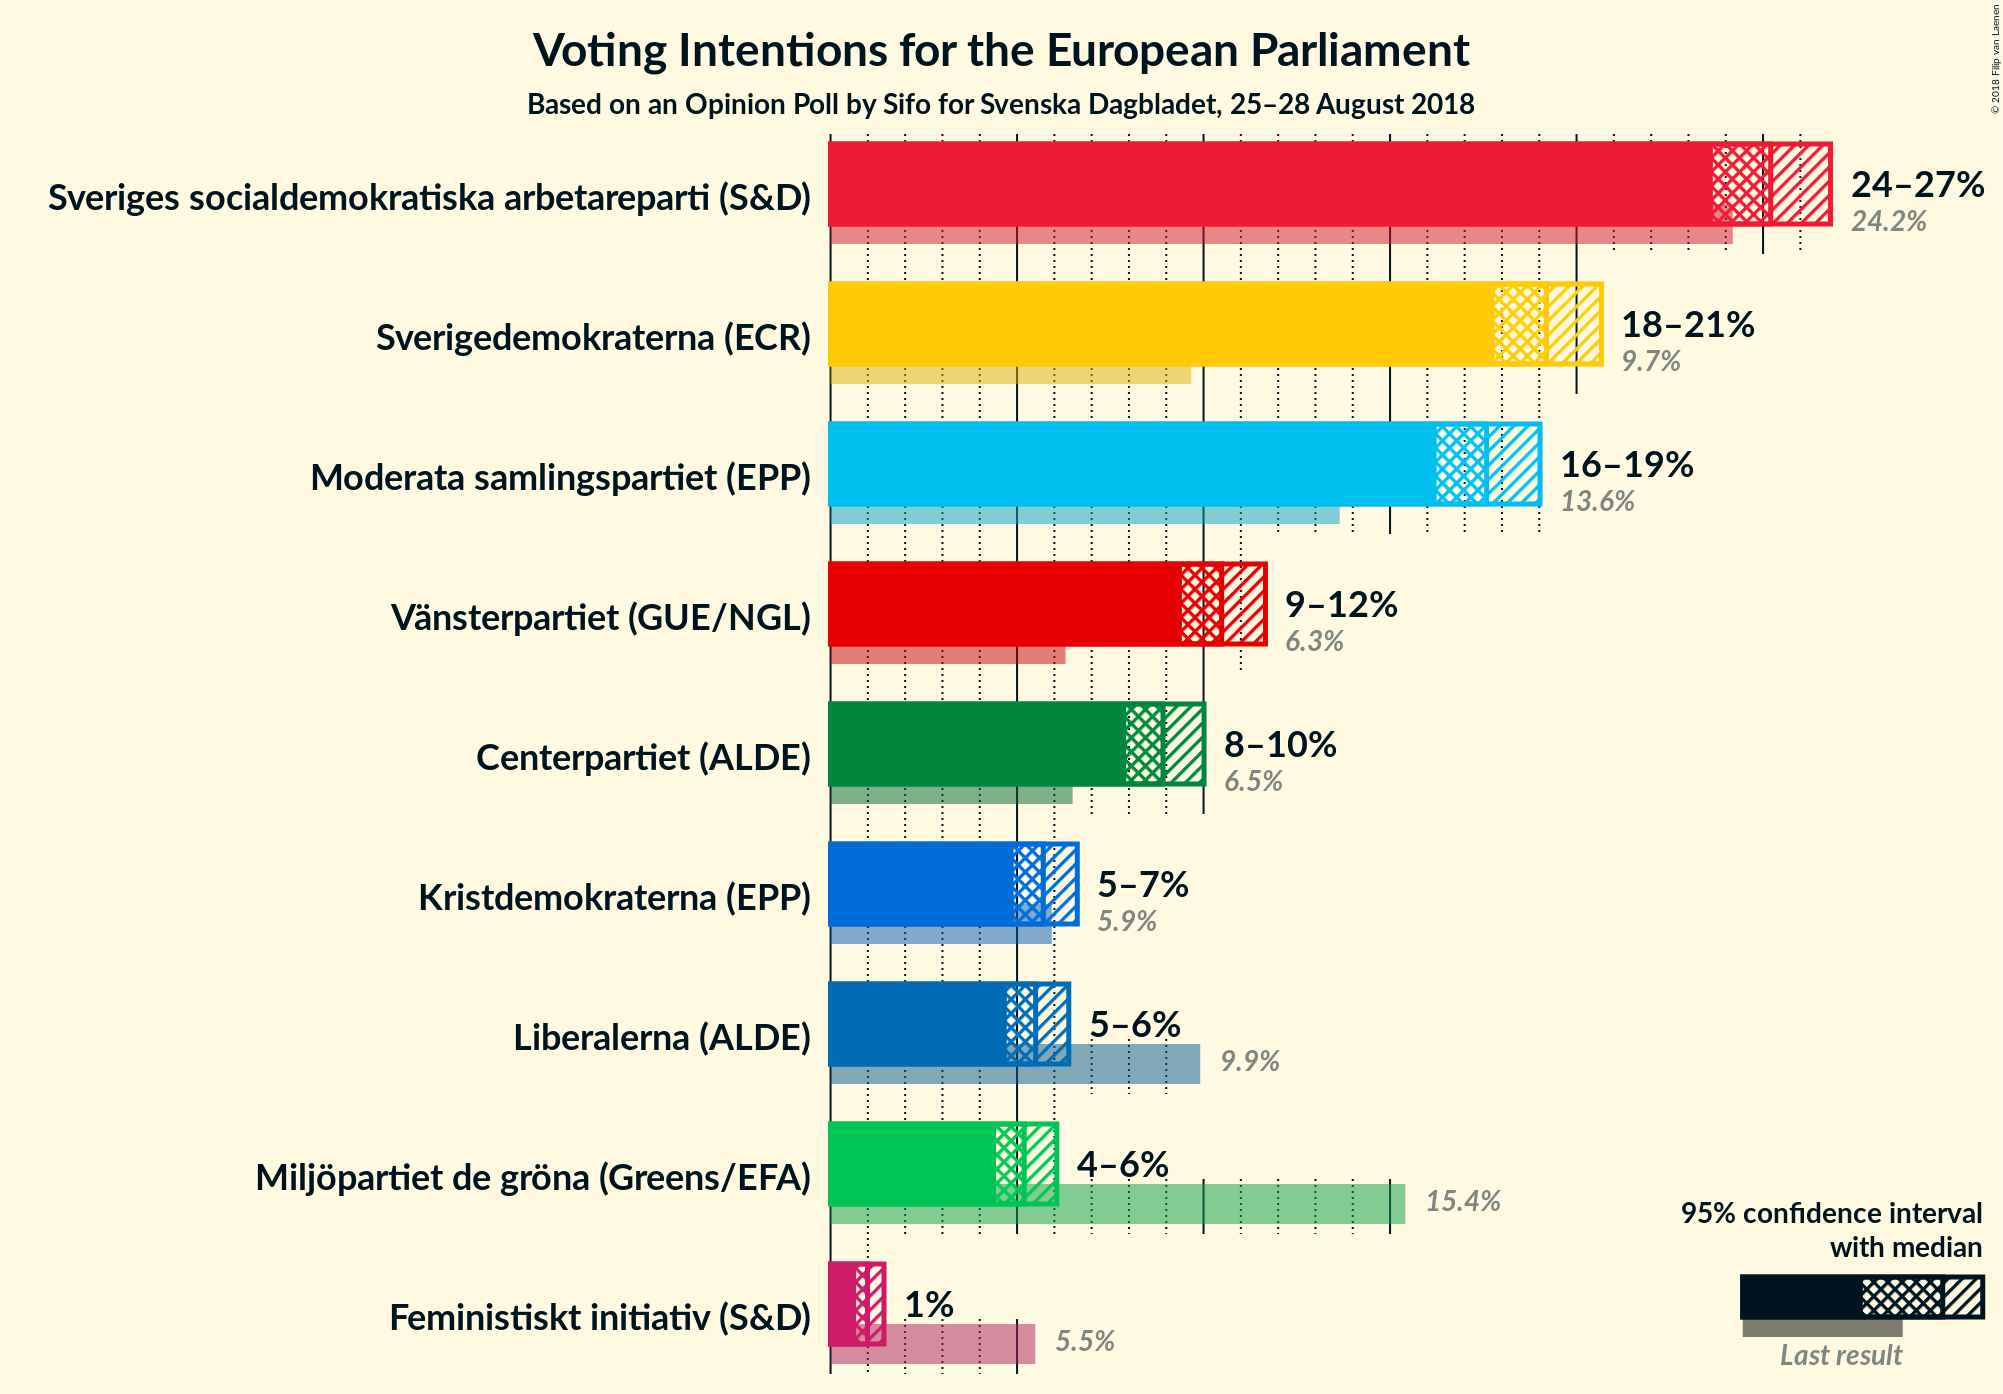 Voting Intentions for the European Parliament
Based on an Opinion Poll by Sifo for Svenska Dagbladet, 25–28 August 2018
© 2018 Filip van Laenen
Sveriges socialdemokratiska arbetareparti (S&D)
24–27%
24.2%
Sverigedemokraterna (ECR)
18–21%
9.7%
Moderata samlingspartiet (EPP)
16–19%
13.6%
Vänsterpartiet (GUE/NGL)
9–12%
6.3%
Centerpartiet (ALDE)
8–10%
6.5%
Kristdemokraterna (EPP)
5–7%
5.9%
Liberalerna (ALDE)
5–6%
9.9%
Miljöpartiet de gröna (Greens/EFA)
4–6%
15.4%
Feministiskt initiativ (S&D)
1%
5.5%
95% confidence interval
with median
Last result